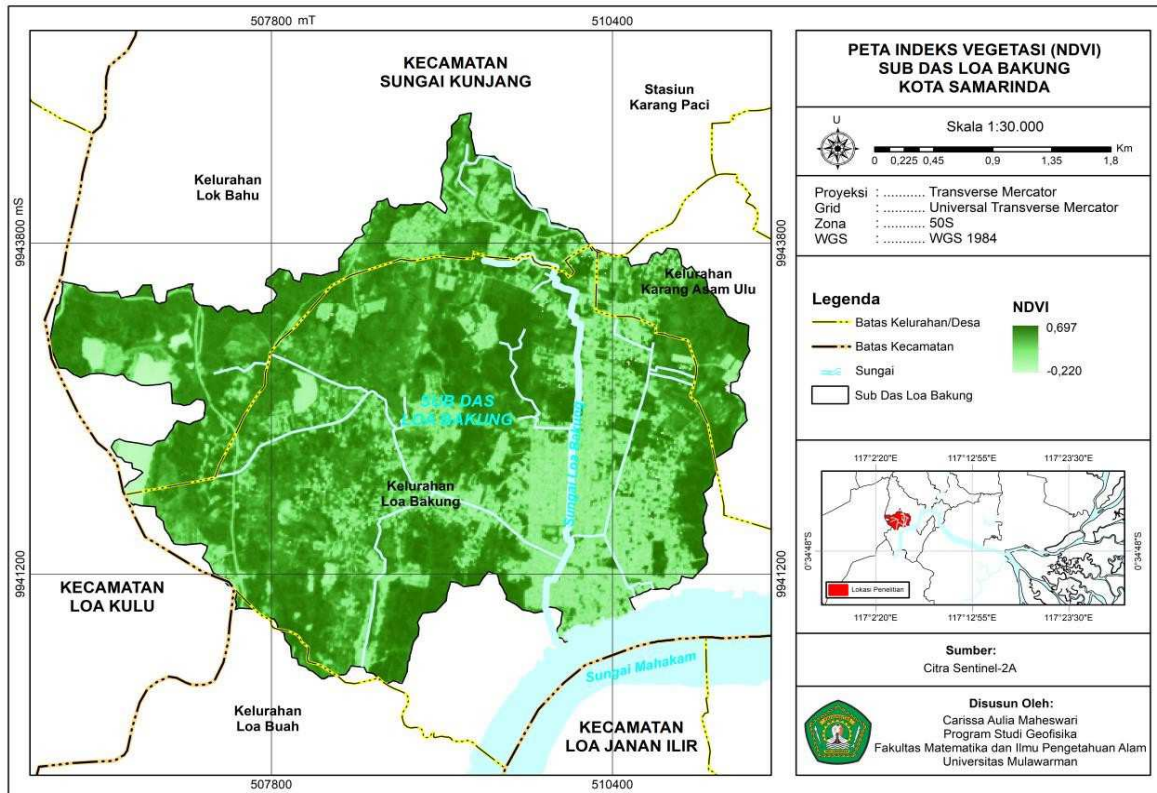 507800 mT
510400
9943800 mS
9943800
9941200
9941200
507800
510400
KECAMATAN
SUNGAI KUNJANG
Stasiun
Karang Paci
Kelurahan
Lok Bahu
Kelurahan
Karang Asam Ulu
SUB DAS
LOA BAKUNG
Sungai Loa Bakung
Kelurahan
Loa Bakung
KECAMATAN
LOA KULU
Sungai Mahakam
Kelurahan
Loa Buah
KECAMATAN
LOA JANAN ILIR
PETA INDEKS VEGETASI (NDVI)
SUB DAS LOA BAKUNG
KOTA SAMARINDA
U
Skala 1:30.000
Km
0 0,225 0,45 0,9 1,35 1,8
Proyeksi : ........... Transverse Mercator
Grid : ........... Universal Transverse Mercator
Zona : ........... 50S
WGS : ........... WGS 1984
Legenda
Batas Kelurahan/Desa
Batas Kecamatan
Sungai
Sub Das Loa Bakung
NDVI
0,697
-0,220
117°2'20"E 117°12'55"E 117°23'30"E
0°34'48"S
0°34'48"S
Lokasi Penelitian
117°2'20"E 117°12'55"E 117°23'30"E
Sumber:
Citra Sentinel-2A
Disusun Oleh:
Carissa Aulia Maheswari
Program Studi Geofisika
Fakultas Matematika dan Ilmu Pengetahuan Alam
Universitas Mulawarman